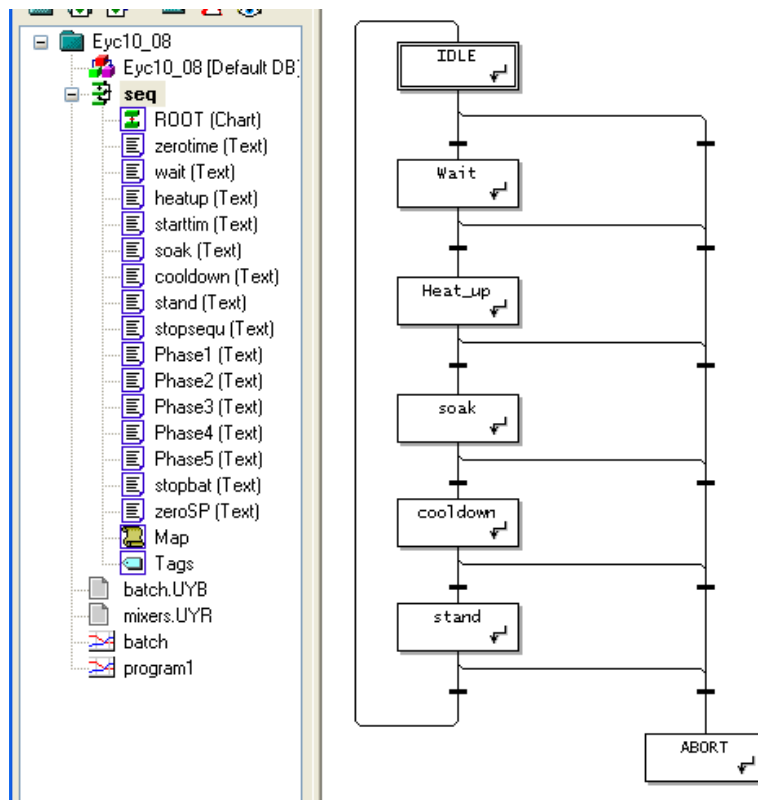 Eyc10_08
Eyc10_08 [Default DB]
seq
ROOT (Chart)
zerotime (Text)
wait (Text)
heatup (Text)
starttim (Text)
soak (Text)
cooldown (Text)
stand (Text)
stopsequ (Text)
Phase1 (Text)
Phase2 (Text)
Phase3 (Text)
Phase4 (Text)
Phase5 (Text)
stopbat (Text)
zeroSP (Text)
Map
Tags
batch.UYB
mixers.UYR
batch
program1
IDLE
Wait
Heat_up
soak
cooldown
stand
ABORT